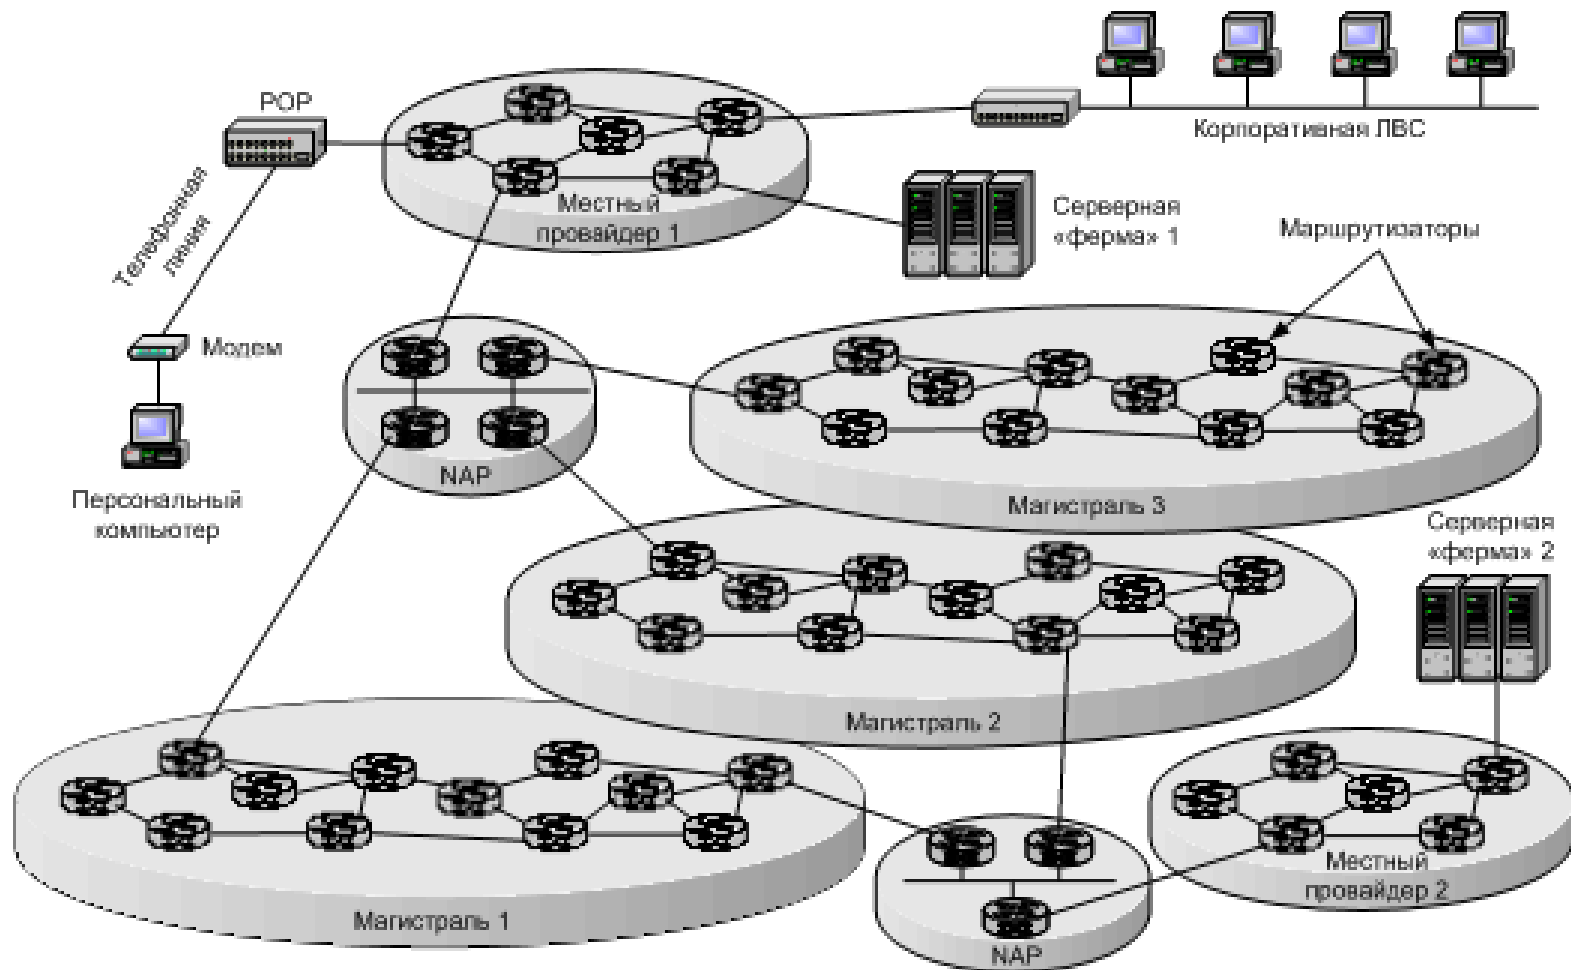 POP
Корпоративная ЛВС
Телефонная
линия
Местный
провайдер 1
Серверная
«ферма» 1
Маршрутизаторы
Модем
NAP
Персональный
компьютер
Магистраль 3
Серверная
«ферма» 2
Магистраль 2
Местный
провайдер 2
Магистраль 1
NAP